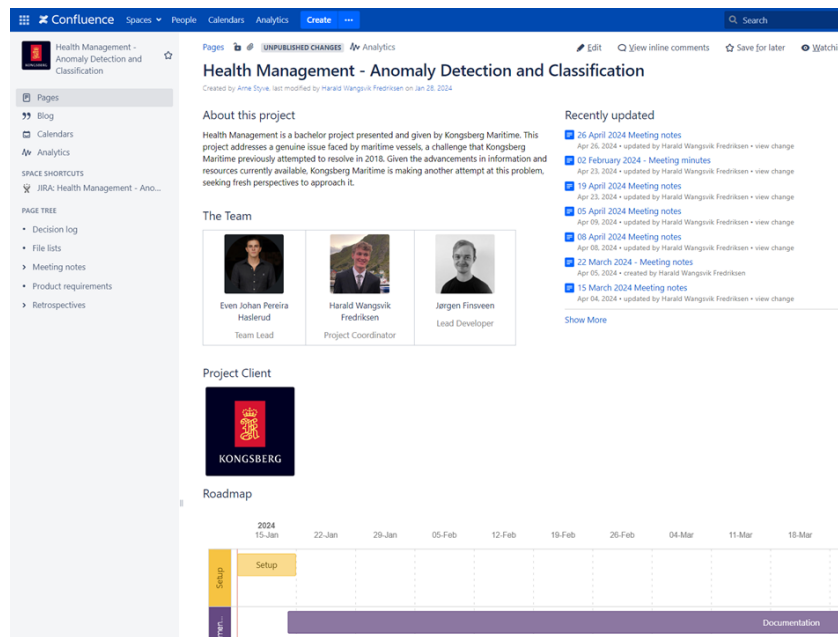 Confluence Spaces People Calendars Analytics Create ··· Search
Health Management -
Anomaly Detection and
Classification
KONGSBERG
Pages
Blog
Calendars
Analytics
SPACE SHORTCUTS
JIRA: Health Management - Ano...
PAGE TREE
Decision log
File lists
Meeting notes
Product requirements
Retrospectives
Pages UNPUBLISHED CHANGES Analytics Edit View inline comments Save for later Watchi
Health Management - Anomaly Detection and Classification
Created by Arne Styve, last modified by Harald Wangsvik Fredriksen on Jan 28, 2024
About this project
Health Management is a bachelor project presented and given by Kongsberg Maritime. This
project addresses a genuine issue faced by maritime vessels, a challenge that Kongsberg
Maritime previously attempted to resolve in 2018. Given the advancements in information and
resources currently available, Kongsberg Maritime is making another attempt at this problem,
seeking fresh perspectives to approach it.
The Team
Even Johan Pereira
Haslerud
Team Lead
Harald Wangsvik
Fredriksen
Project Coordinator
Jørgen Finsveen
Lead Developer
Project Client
KONGSBERG
Recently updated
26 April 2024 Meeting notes
Apr 26, 2024 • updated by Harald Wangsvik Fredriksen • view change
02 February 2024 - Meeting minutes
Apr 23, 2024 • updated by Harald Wangsvik Fredriksen • view change
19 April 2024 Meeting notes
Apr 23, 2024 • updated by Harald Wangsvik Fredriksen • view change
05 April 2024 Meeting notes
Apr 09, 2024 • updated by Harald Wangsvik Fredriksen • view change
08 April 2024 Meeting notes
Apr 08, 2024 • updated by Harald Wangsvik Fredriksen • view change
22 March 2024 - Meeting notes
Apr 05, 2024 • created by Harald Wangsvik Fredriksen
15 March 2024 Meeting notes
Apr 04, 2024 • updated by Harald Wangsvik Fredriksen • view change
Show More
Roadmap
2024
15-Jan 22-Jan 29-Jan 05-Feb 12-Feb 19-Feb 26-Feb 04-Mar 11-Mar 18-Mar
Setup
Setup
men...
Documentation